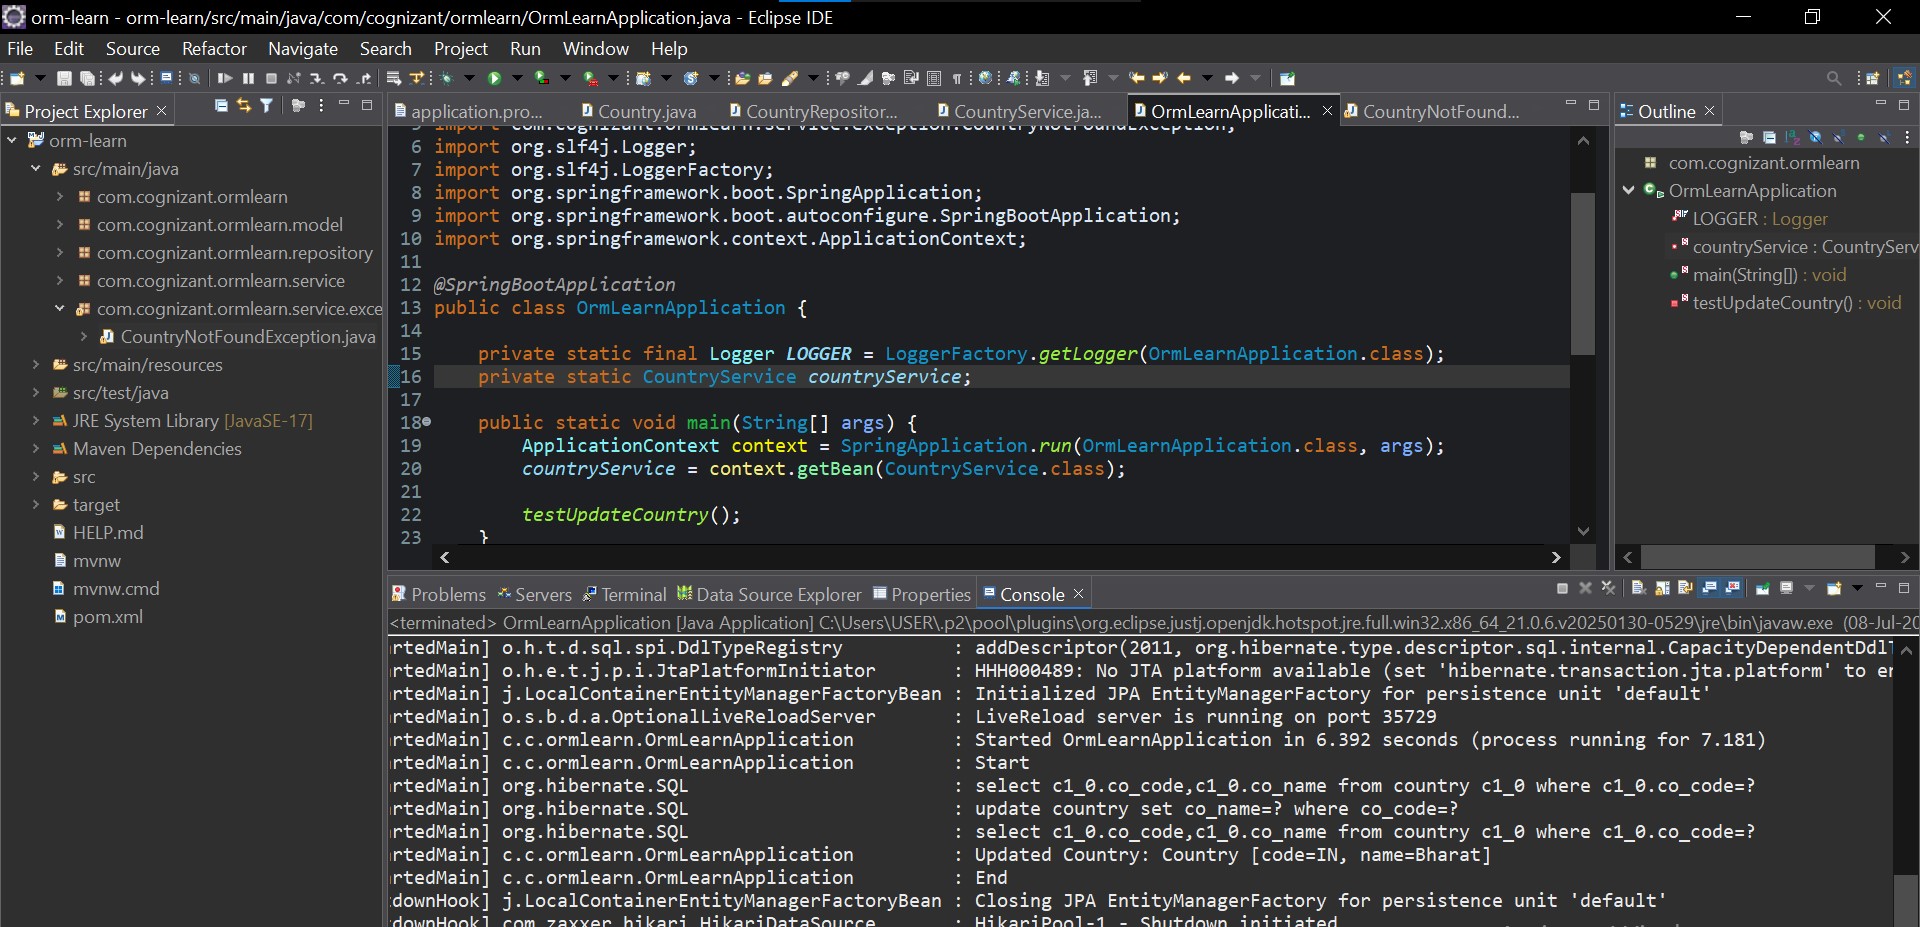 orm-learn - orm-learn/src/main/java/com/cognizant/ormlearn/OrmLearnApplication.java - Eclipse IDE
File Edit Source Refactor Navigate Search Project Run Window Help
Project Explorer
orm-learn
src/main/java
com.cognizant.ormlearn
com.cognizant.ormlearn.model
com.cognizant.ormlearn.repository
com.cognizant.ormlearn.service
com.cognizant.ormlearn.service.exce
CountryNotFoundException.java
src/main/resources
src/test/java
JRE System Library [JavaSE-17]
Maven Dependencies
src
target
HELP.md
mvnw
mvnw.cmd
pom.xml
application.pro... Country.java CountryRepositor... CountryService.ja... OrmLearnApplicati... CountryNotFound...
5 import com.cognizant.ormlearn.service.exception.CountryNotFoundException;
6 import org.slf4j.Logger;
7 import org.slf4j.LoggerFactory;
8 import org.springframework.boot.SpringApplication;
9 import org.springframework.boot.autoconfigure.SpringBootApplication;
10 import org.springframework.context.ApplicationContext;
11
12 @SpringBootApplication
13 public class OrmLearnApplication {
14
15 private static final Logger LOGGER = LoggerFactory.getLogger(OrmLearnApplication.class);
16 private static CountryService countryService;
17
18 public static void main(String[] args) {
19 ApplicationContext context = SpringApplication.run(OrmLearnApplication.class, args);
20 countryService = context.getBean(CountryService.class);
21
22 testUpdateCountry();
23 }
Outline
com.cognizant.ormlearn
OrmLearnApplication
LOGGER : Logger
countryService : CountryServ
main(String[]) : void
testUpdateCountry() : void
Problems Servers Terminal Data Source Explorer Properties Console
<terminated> OrmLearnApplication [Java Application] C:\Users\USER\.p2\pool\plugins\org.eclipse.justj.openjdk.hotspot.jre.full.win32.x86_64_21.0.6.v20250130-0529\jre\bin\javaw.exe (08-Jul-20
rtedMain] o.h.t.d.sql.spi.DdlTypeRegistry : addDescriptor(2011, org.hibernate.type.descriptor.sql.internal.CapacityDependentDdlT
rtedMain] o.h.e.t.j.p.i.JtaPlatformInitiator : HHH000489: No JTA platform available (set 'hibernate.transaction.jta.platform' to en
rtedMain] j.LocalContainerEntityManagerFactoryBean : Initialized JPA EntityManagerFactory for persistence unit 'default'
rtedMain] o.s.b.d.a.OptionalLiveReloadServer : LiveReload server is running on port 35729
rtedMain] c.c.ormlearn.OrmLearnApplication : Started OrmLearnApplication in 6.392 seconds (process running for 7.181)
rtedMain] c.c.ormlearn.OrmLearnApplication : Start
rtedMain] org.hibernate.SQL : select c1_0.co_code,c1_0.co_name from country c1_0 where c1_0.co_code=?
rtedMain] org.hibernate.SQL : update country set co_name=? where co_code=?
rtedMain] org.hibernate.SQL : select c1_0.co_code,c1_0.co_name from country c1_0 where c1_0.co_code=?
rtedMain] c.c.ormlearn.OrmLearnApplication : Updated Country: Country [code=IN, name=Bharat]
rtedMain] c.c.ormlearn.OrmLearnApplication : End
downHook] j.LocalContainerEntityManagerFactoryBean : Closing JPA EntityManagerFactory for persistence unit 'default'
downHook] com.zaxxer.hikari.HikariDataSource : HikariPool-1 - Shutdown initiated